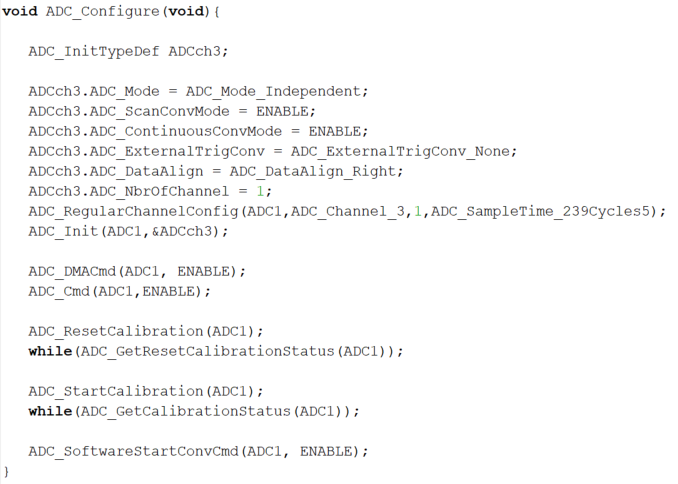 void ADC_Configure(void){
ADC_InitTypeDef ADCch3;
ADCch3.ADC_Mode = ADC_Mode_Independent;
ADCch3.ADC_ScanConvMode = ENABLE;
ADCch3.ADC_ContinuousConvMode = ENABLE;
ADCch3.ADC_ExternalTrigConv = ADC_ExternalTrigConv_None;
ADCch3.ADC_DataAlign = ADC_DataAlign_Right;
ADCch3.ADC_NbrOfChannel = 1;
ADC_RegularChannelConfig(ADC1,ADC_Channel_3,1,ADC_SampleTime_239Cycles5);
ADC_Init(ADC1,&ADCch3);
ADC_DMACmd(ADC1, ENABLE);
ADC_Cmd(ADC1,ENABLE);
ADC_ResetCalibration(ADC1);
while(ADC_GetResetCalibrationStatus(ADC1));
ADC_StartCalibration(ADC1);
while(ADC_GetCalibrationStatus(ADC1));
ADC_SoftwareStartConvCmd(ADC1, ENABLE);
}